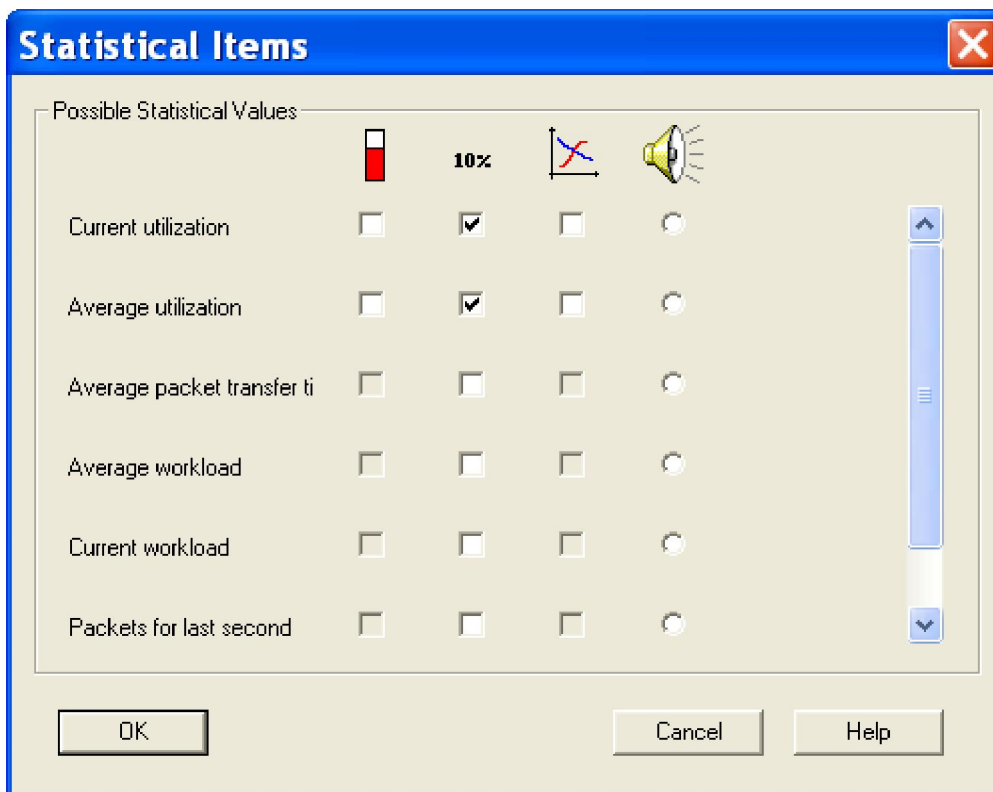 Statistical Items
Possible Statistical Values
10%
Current utilization
Average utilization
Average packet transfer ti
Average workload
Current workload
Packets for last second
OK Cancel Help